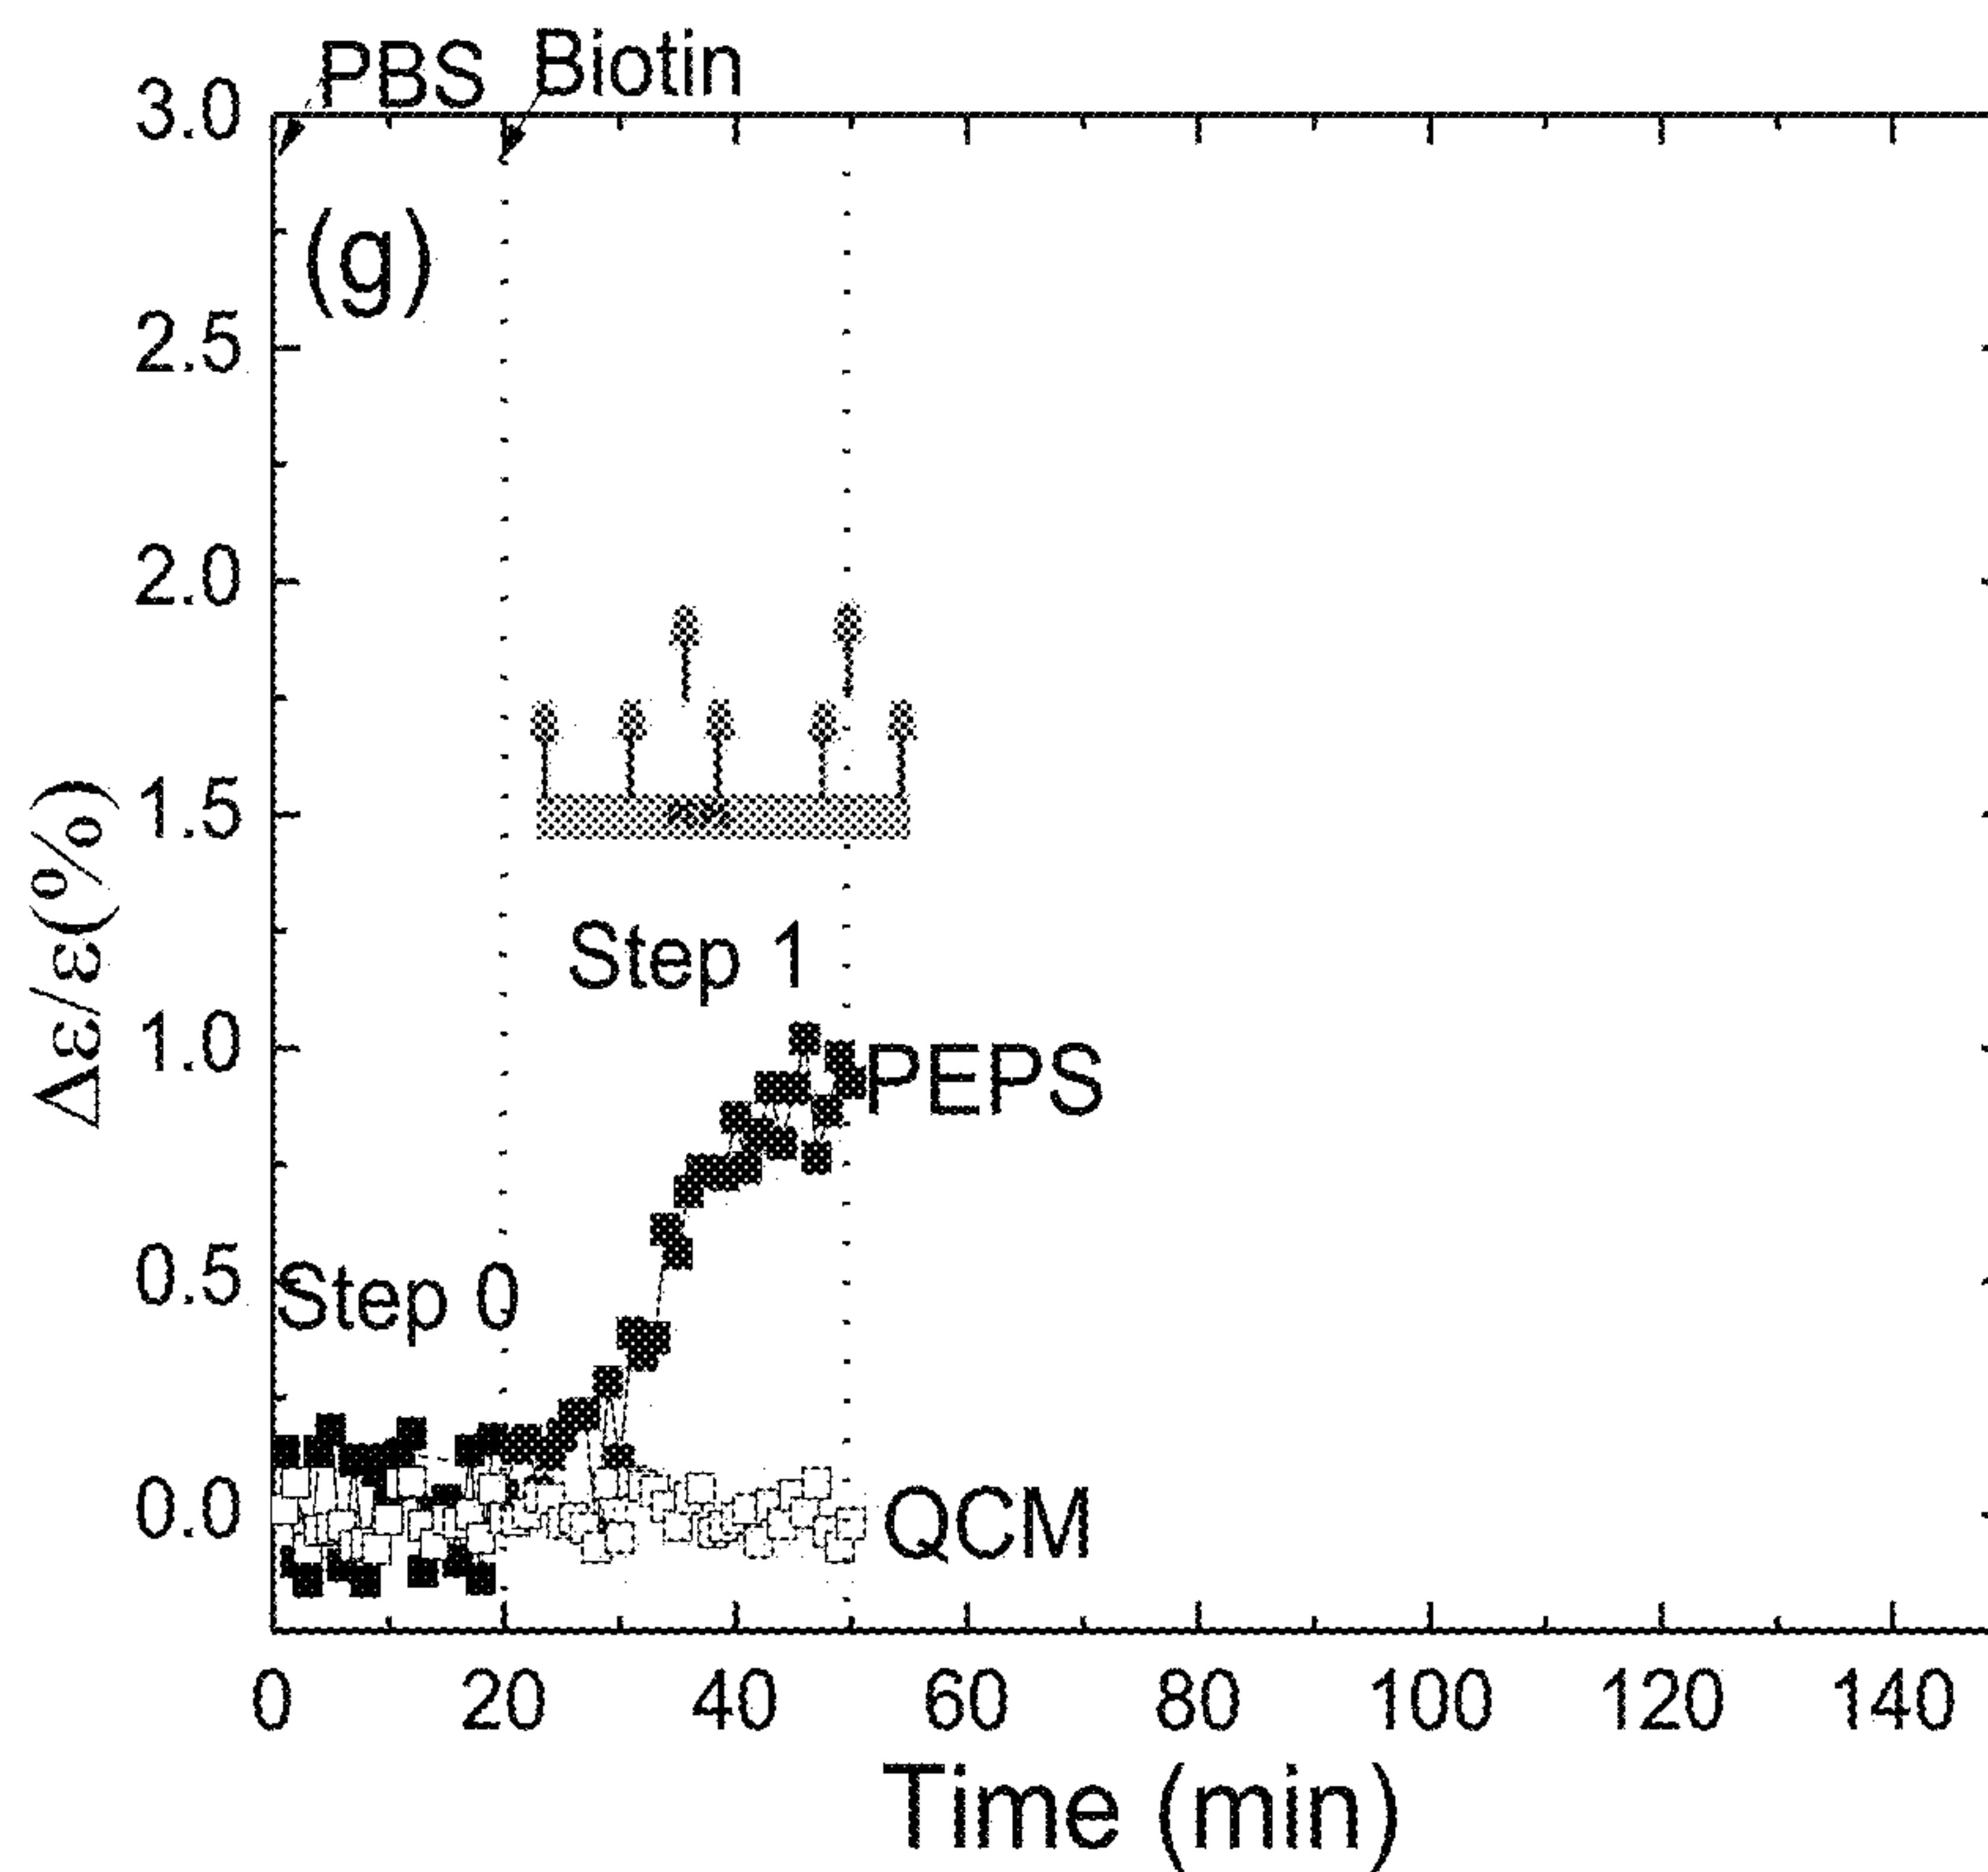 PBS Biotin
3.0
(g)
2.5
2.0
1.5
Step 1
1.0
PEPS
0.5
Step 0
0.0
QCM
Δε/ε(%)
0 20 40 60 80 100 120 140
Time (min)